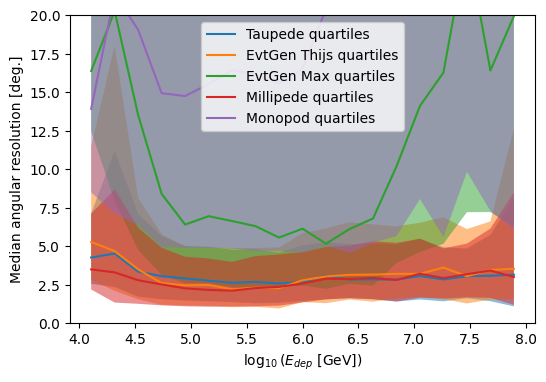 20.0
17.5
15.0
12.5
10.0
7.5
5.0
2.5
0.0
Median angular resolution [deg.]
Taupede quartiles
EvtGen Thijs quartiles
EvtGen Max quartiles
Millipede quartiles
Monopod quartiles
4.0 4.5 5.0 5.5 6.0 6.5 7.0 7.5 8.0
log₁₀(E_dep [GeV])